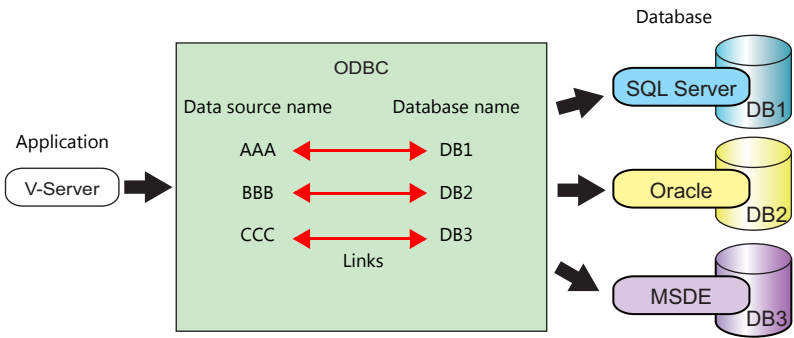 Database
ODBC
SQL Server
DB1
Data source name
Database name
Application
AAA
DB1
V-Server
BBB
DB2
Oracle
DB2
CCC
DB3
Links
MSDE
DB3